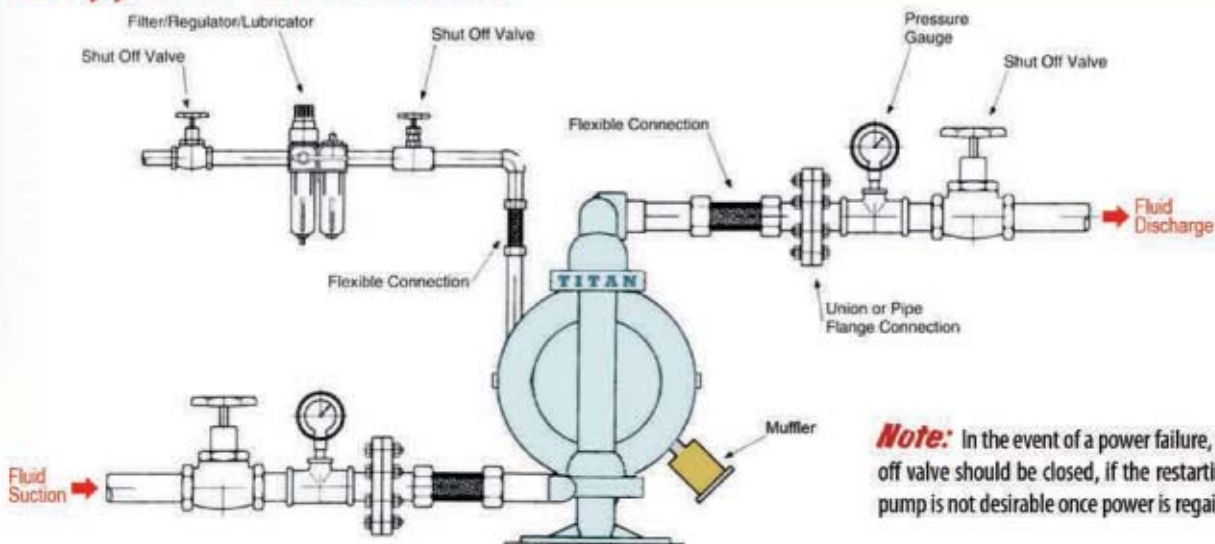 Filter/Regulator/Lubricator
Shut Off Valve
Shut Off Valve
Pressure
Gauge
Shut Off Valve
Flexible Connection
Fluid
Discharge
Flexible Connection
TITAN
Union or Pipe
Flange Connection
Muffler
Fluid
Suction
Note: In the event of a power failure,
off valve should be closed, if the restarti
pump is not desirable once power is regai